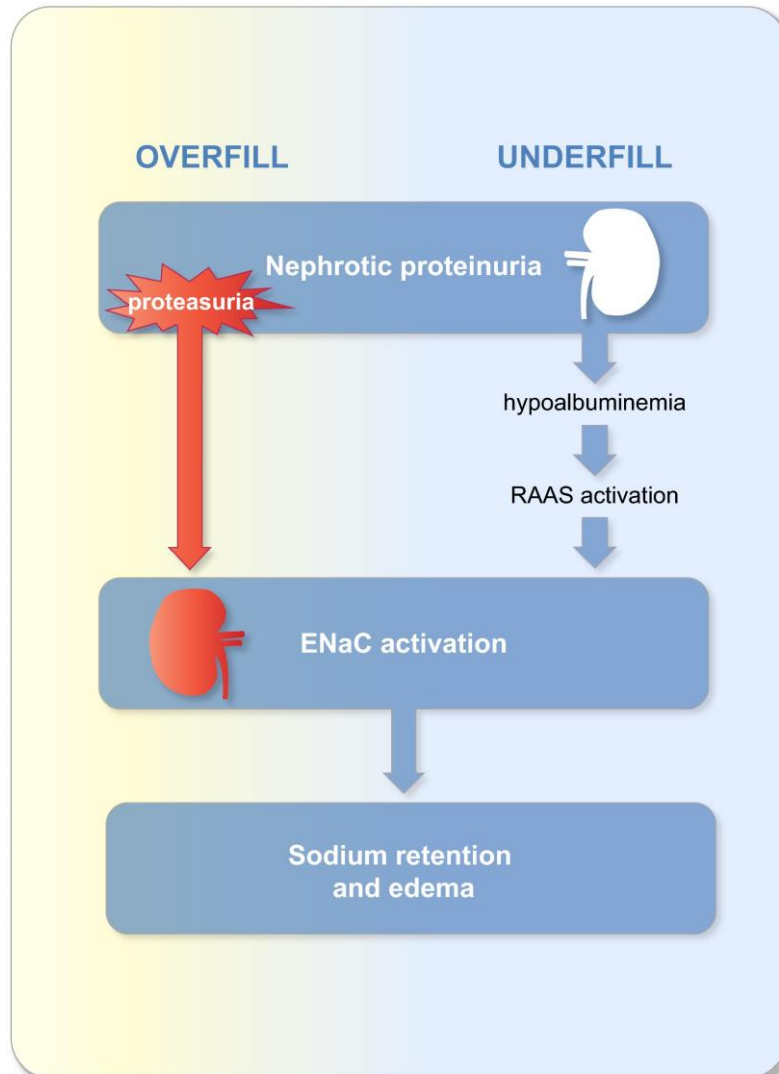 OVERFILL
UNDERFILL
Nephrotic proteinuria
proteasuria
hypoalbuminemia
RAAS activation
ENaC activation
Sodium retention
and edema